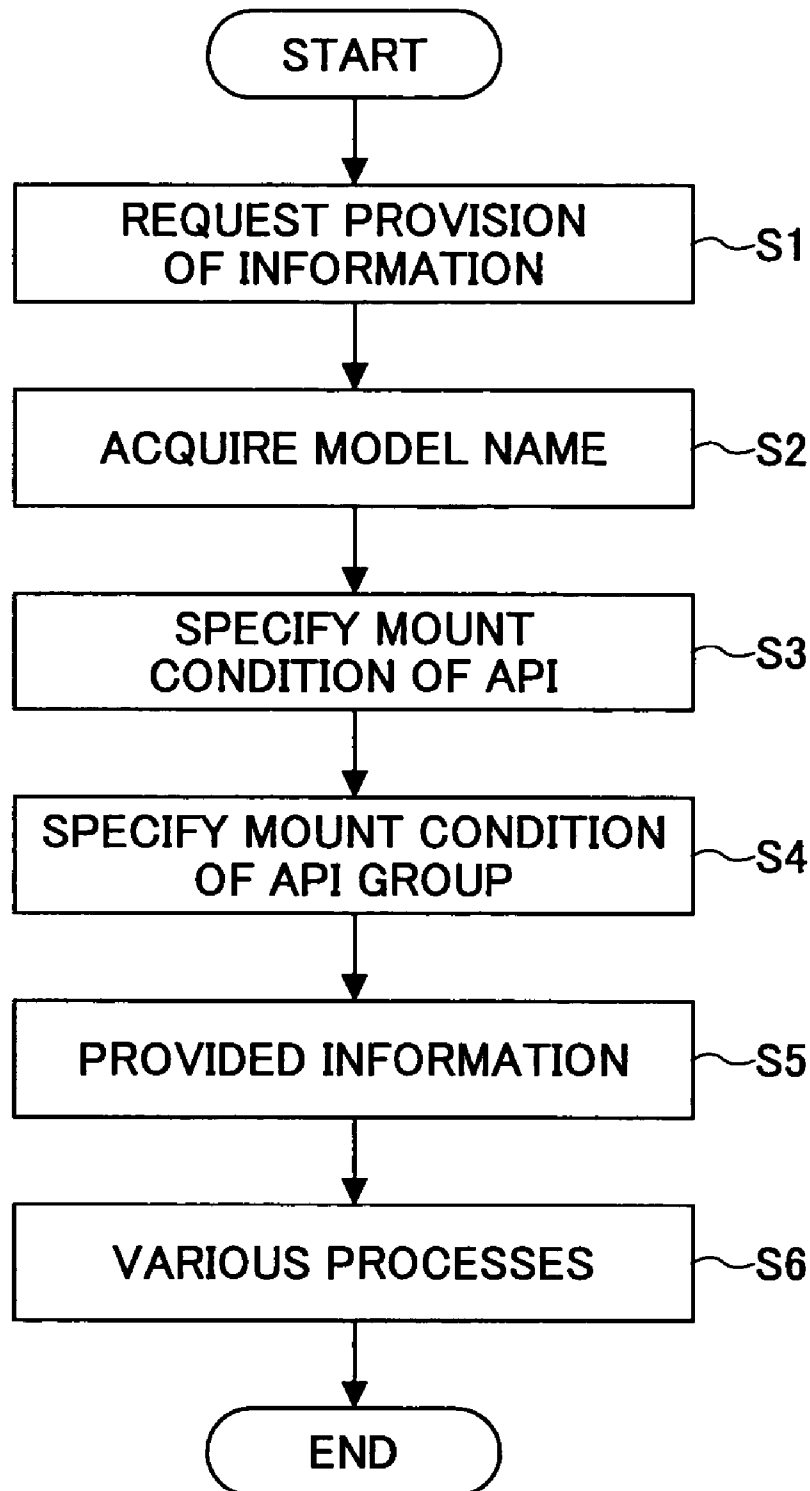 START
REQUEST PROVISION
OF INFORMATION
S1
ACQUIRE MODEL NAME
S2
SPECIFY MOUNT
CONDITION OF API
S3
SPECIFY MOUNT CONDITION
OF API GROUP
S4
PROVIDED INFORMATION
S5
VARIOUS PROCESSES
S6
END